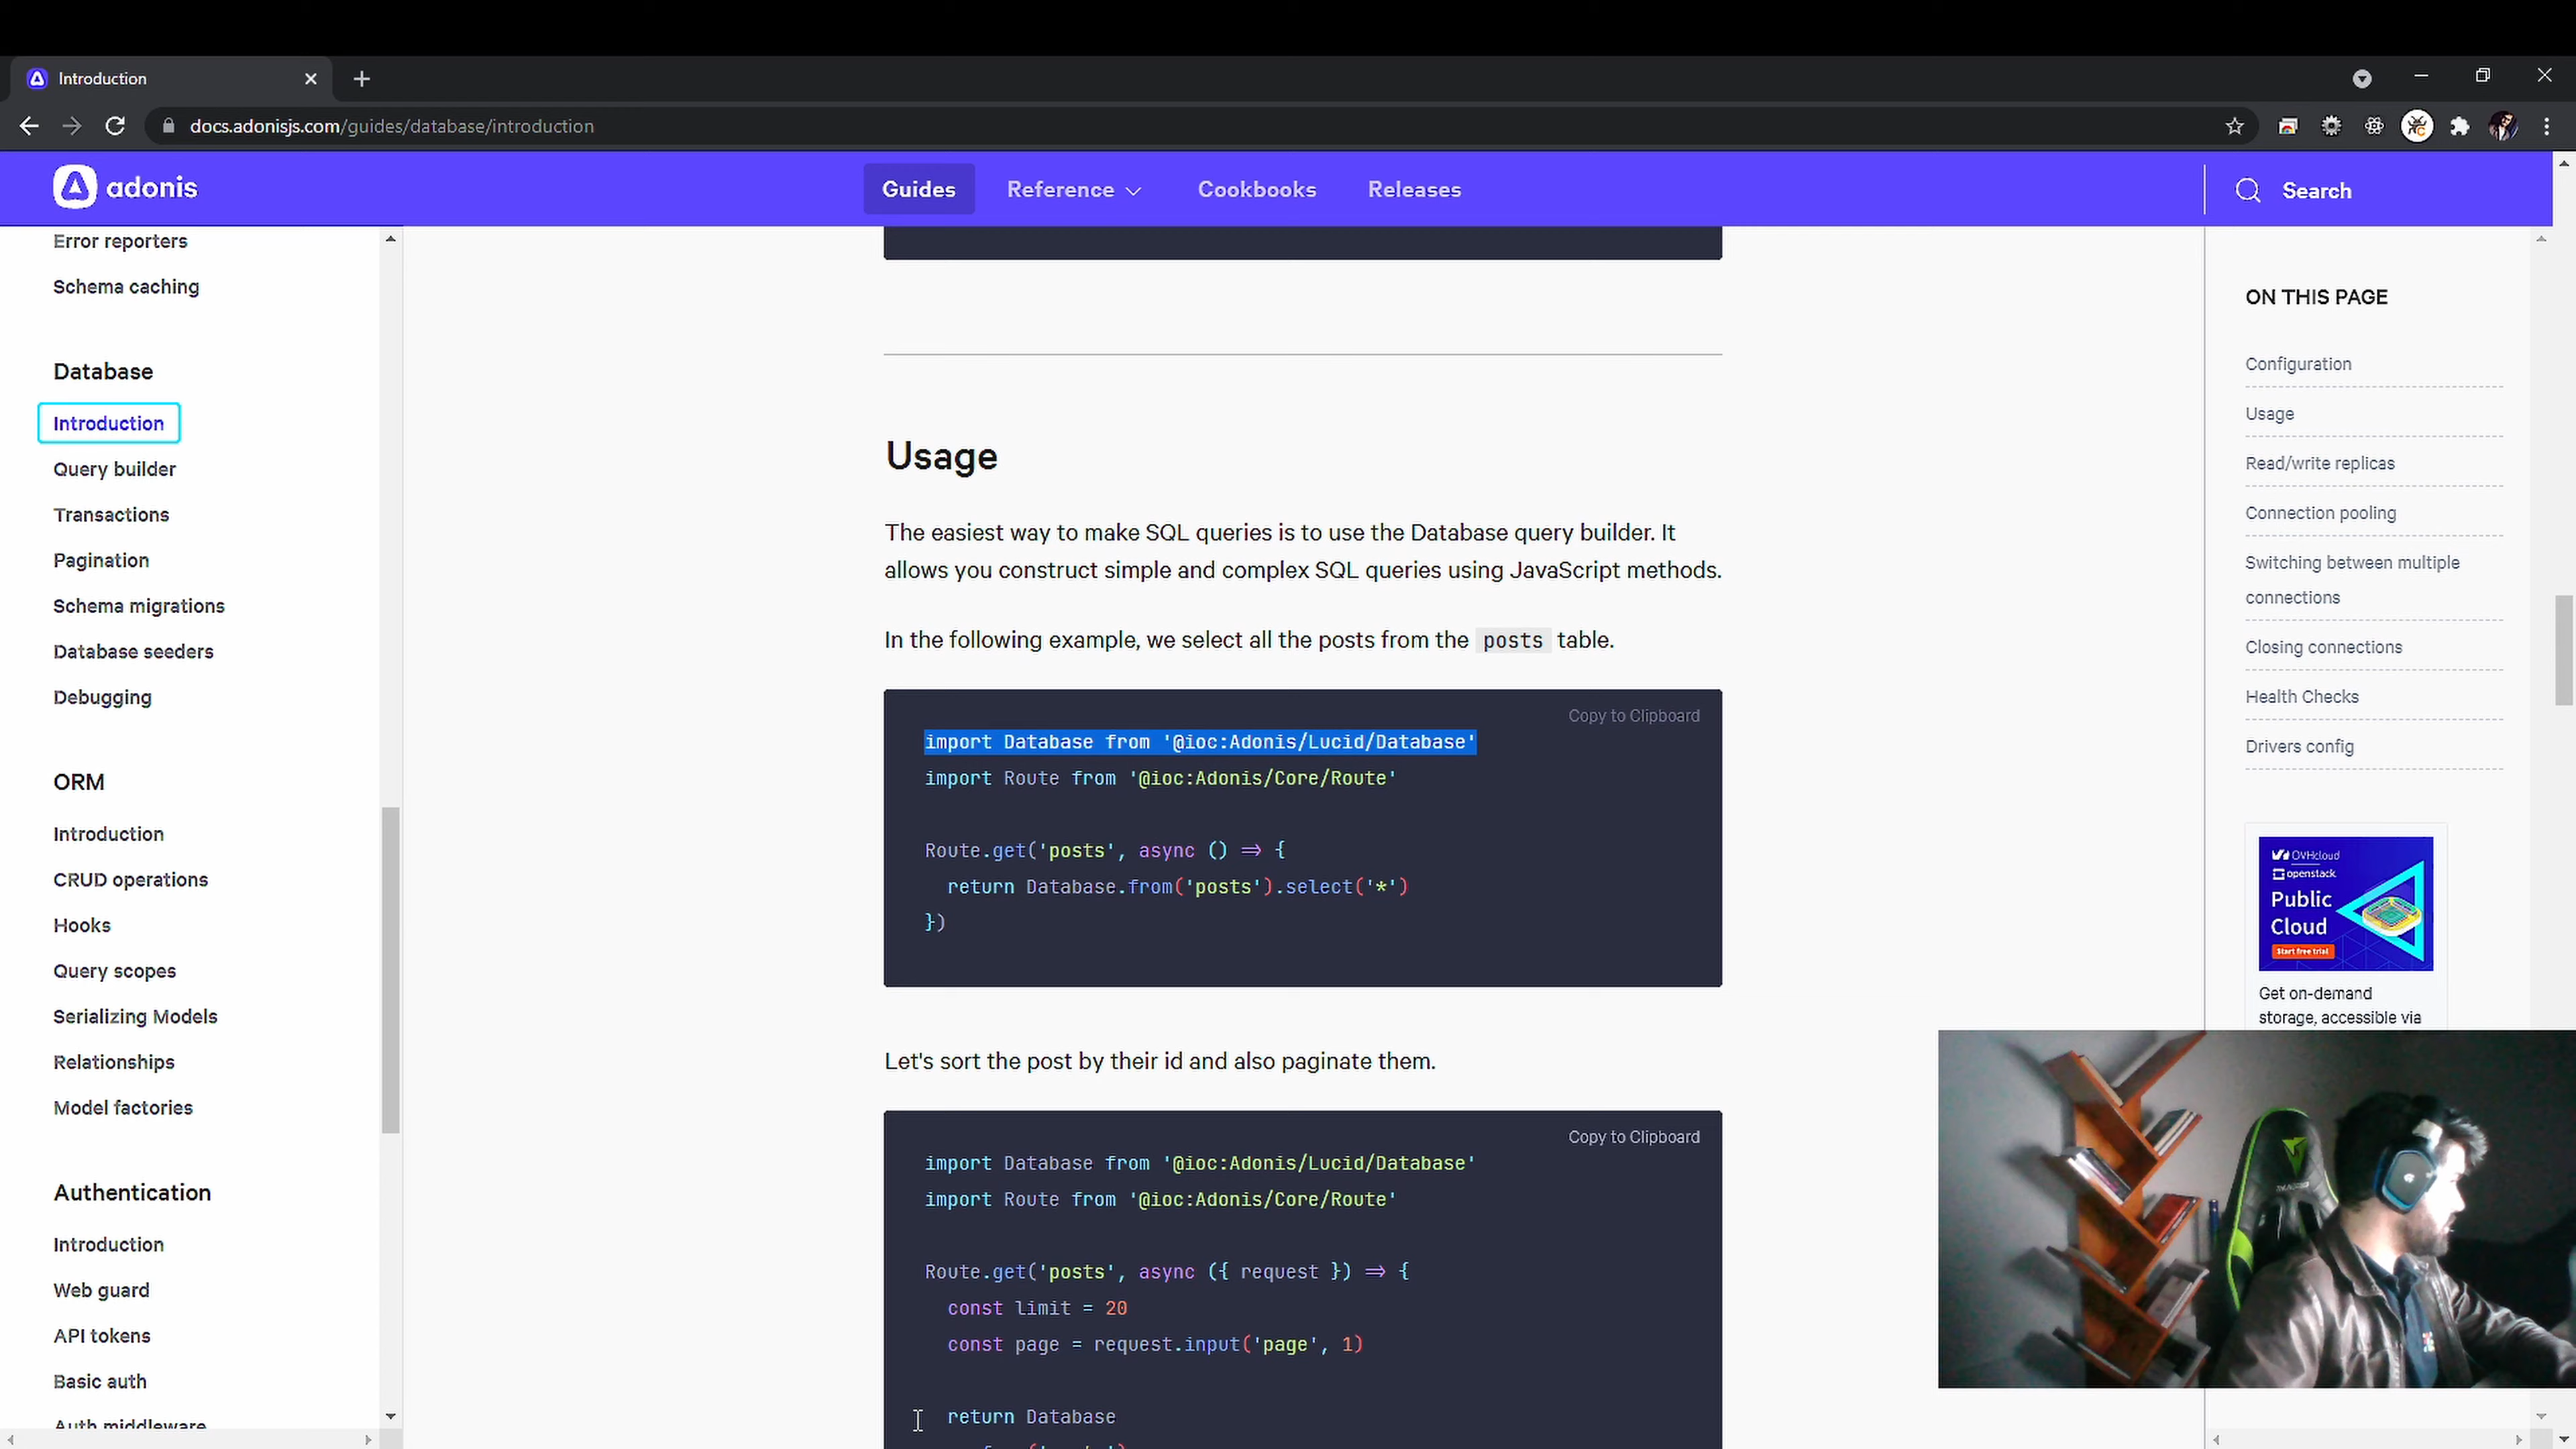 Introduction
docs.adonisjs.com/guides/database/introduction
adonis
Guides
Reference
Cookbooks
Releases
Search
Error reporters
Schema caching
Database
Introduction
Query builder
Transactions
Pagination
Schema migrations
Database seeders
Debugging
ORM
Introduction
CRUD operations
Hooks
Query scopes
Serializing Models
Relationships
Model factories
Authentication
Introduction
Web guard
API tokens
Basic auth
Auth middleware
Usage
The easiest way to make SQL queries is to use the Database query builder. It
allows you construct simple and complex SQL queries using JavaScript methods.
In the following example, we select all the posts from the posts table.
Copy to Clipboard
import Database from '@ioc:Adonis/Lucid/Database'
import Route from '@ioc:Adonis/Core/Route'
Route.get('posts', async () => {
return Database.from('posts').select('*')
})
Let's sort the post by their id and also paginate them.
Copy to Clipboard
import Database from '@ioc:Adonis/Lucid/Database'
import Route from '@ioc:Adonis/Core/Route'
Route.get('posts', async ({ request }) => {
const limit = 20
const page = request.input('page', 1)
return Database
ON THIS PAGE
Configuration
Usage
Read/write replicas
Connection pooling
Switching between multiple
connections
Closing connections
Health Checks
Drivers config
OVHcloud
openstack
Public
Cloud
Start free trial
Get on-demand
storage, accessible via